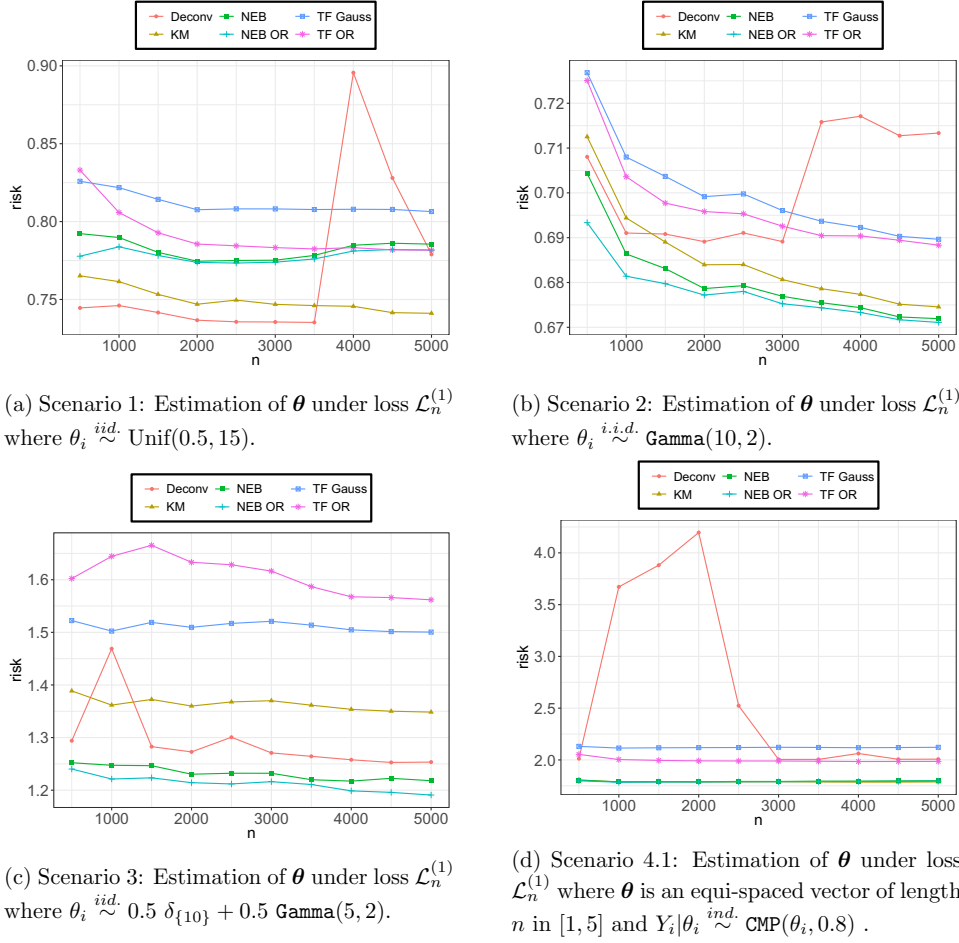 Deconv NEB TF Gauss
KM NEB OR TF OR
0.90
0.85
0.80
0.75
risk
1000 2000 3000 4000 5000
n
(a) Scenario 1: Estimation of θ under loss L_n^(1)
where θ_i ∼^{iid.} Unif(0.5, 15).
Deconv NEB TF Gauss
KM NEB OR TF OR
0.72
0.71
0.70
0.69
0.68
0.67
risk
1000 2000 3000 4000 5000
n
(b) Scenario 2: Estimation of θ under loss L_n^(1)
where θ_i ∼^{i.i.d.} Gamma(10, 2).
Deconv NEB TF Gauss
KM NEB OR TF OR
1.6
1.5
1.4
1.3
1.2
risk
1000 2000 3000 4000 5000
n
(c) Scenario 3: Estimation of θ under loss L_n^(1)
where θ_i ∼^{iid.} 0.5 δ_{10} + 0.5 Gamma(5, 2).
Deconv NEB TF Gauss
KM NEB OR TF OR
4.0
3.5
3.0
2.5
2.0
risk
1000 2000 3000 4000 5000
n
(d) Scenario 4.1: Estimation of θ under loss
L_n^(1) where θ is an equi-spaced vector of length
n in [1, 5] and Y_i|θ_i ∼^{ind.} CMP(θ_i, 0.8) .